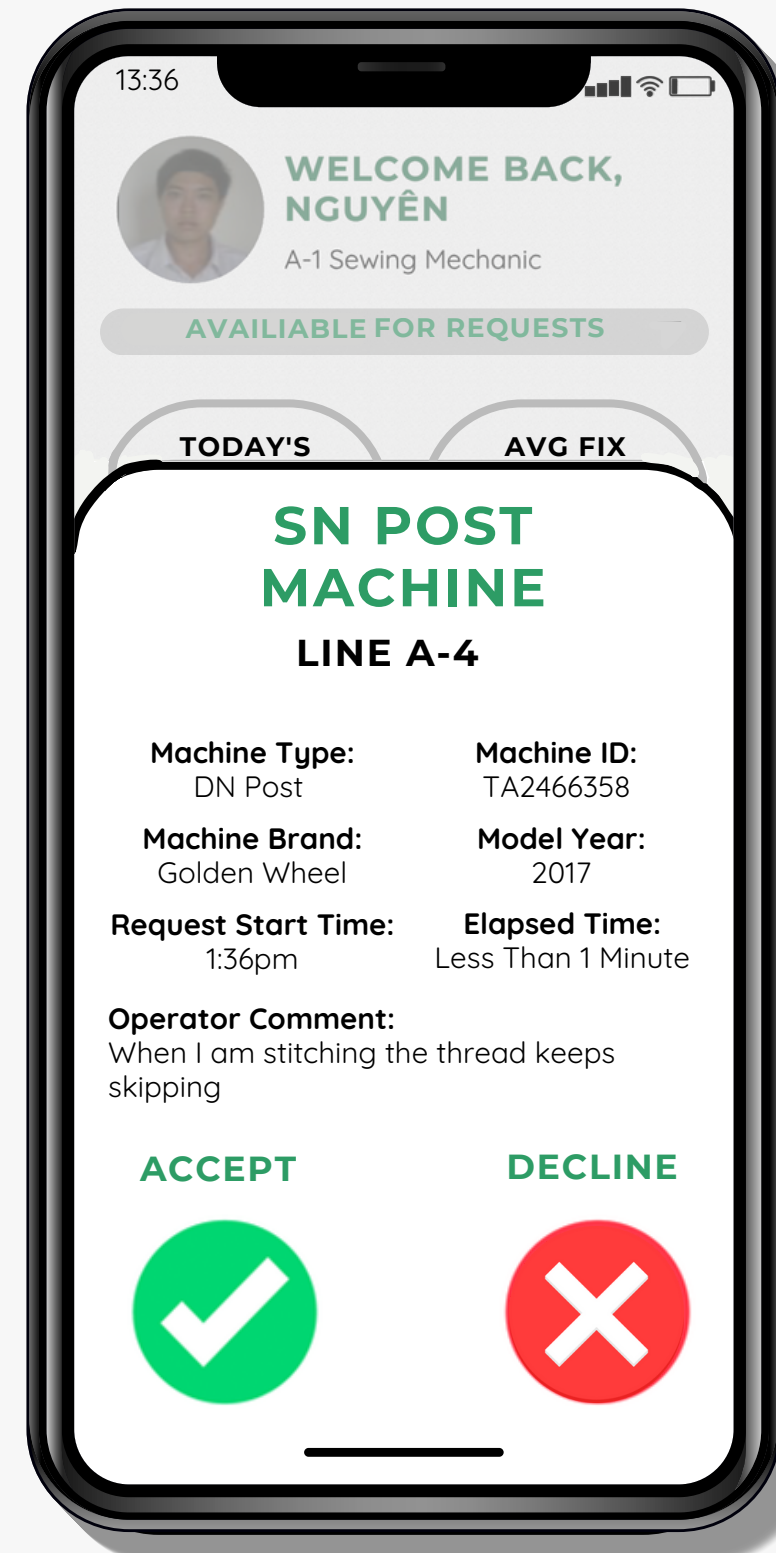 13:36
WELCOME BACK,
NGUYÊN
A-1 Sewing Mechanic
AVAILIABLE FOR REQUESTS
TODAY'S
AVG FIX
SN POST
MACHINE
LINE A-4
Machine Type:
DN Post
Machine ID:
TA2466358
Machine Brand:
Golden Wheel
Model Year:
2017
Request Start Time:
1:36pm
Elapsed Time:
Less Than 1 Minute
Operator Comment:
When I am stitching the thread keeps
skipping
ACCEPT
DECLINE